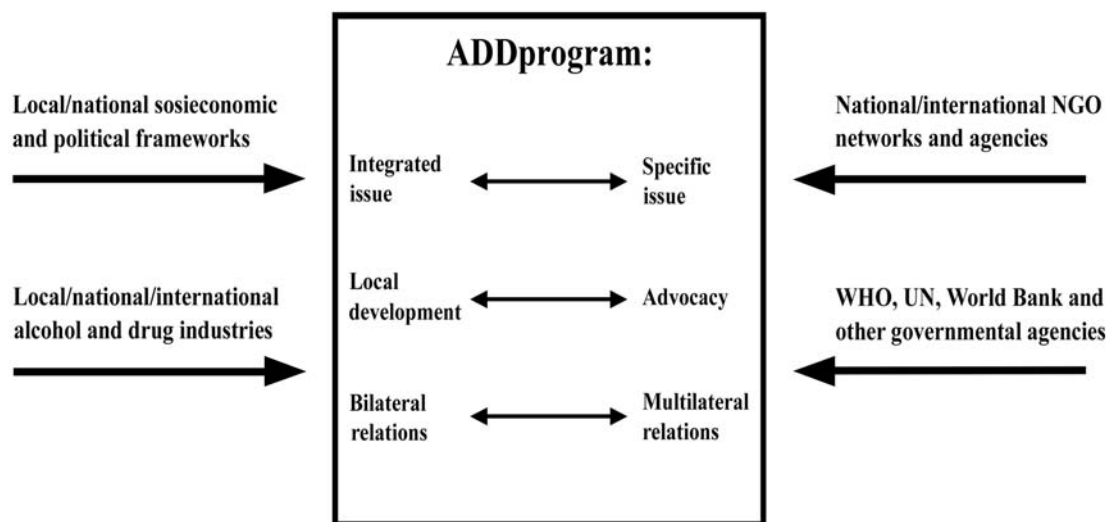 ADDprogram:
Local/national sosieconomic
and political frameworks
Local/national/international
alcohol and drug industries
Integrated
issue
Specific
issue
Local
development
Advocacy
Bilateral
relations
Multilateral
relations
National/international NGO
networks and agencies
WHO, UN, World Bank and
other governmental agencies